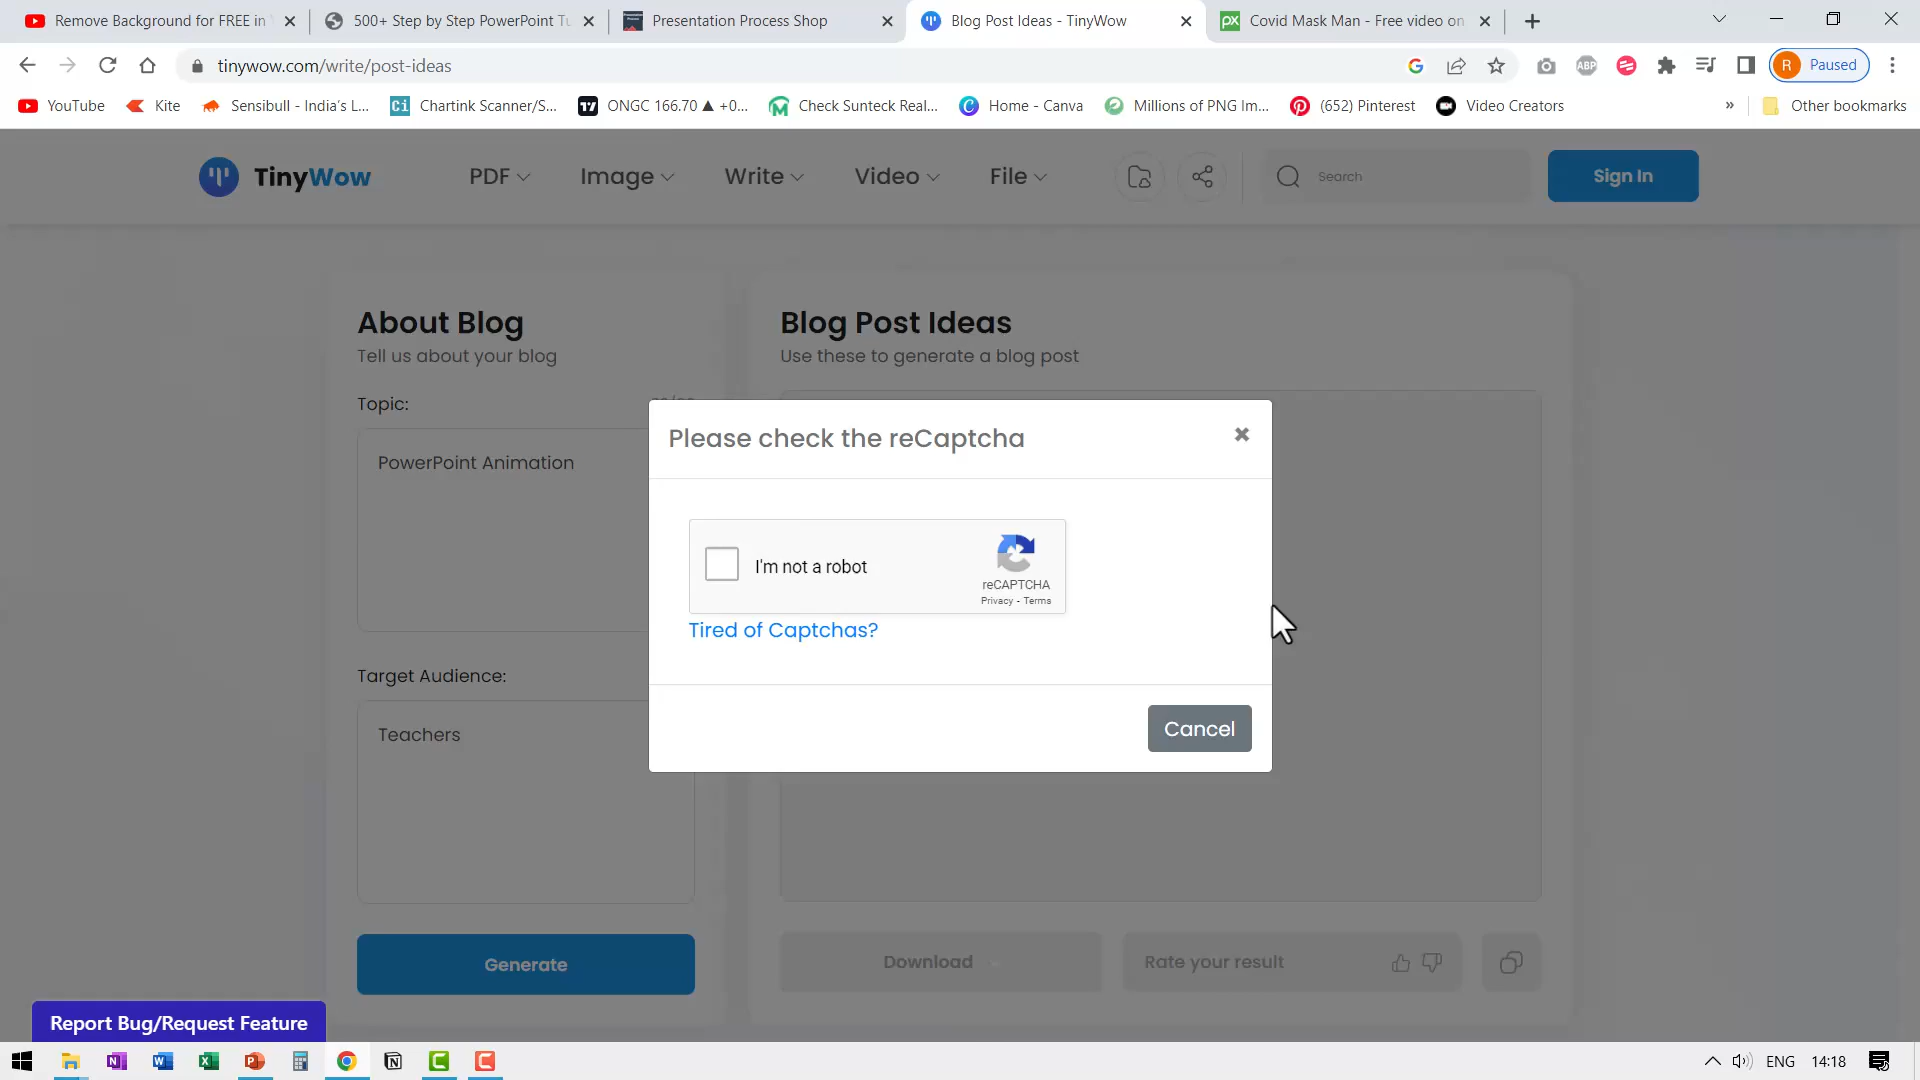 Remove Background for FREE in
500+ Step by Step PowerPoint Tu
Presentation Process Shop
Blog Post Ideas - TinyWow
Covid Mask Man - Free video on
tinywow.com/write/post-ideas
ABP
R Paused
YouTube
Kite
Sensibull - India's L...
Chartink Scanner/S...
ONGC 166.70 ▲ +0...
Check Sunteck Real...
Home - Canva
Millions of PNG Im...
(652) Pinterest
Video Creators
»
Other bookmarks
TinyWow
PDF
Image
Write
Video
File
Search
Sign In
About Blog
Tell us about your blog
Topic:
PowerPoint Animation
Target Audience:
Teachers
Generate
Blog Post Ideas
Use these to generate a blog post
Please check the reCaptcha
I'm not a robot
reCAPTCHA
Privacy - Terms
Tired of Captchas?
Cancel
Download
Rate your result
Report Bug/Request Feature
ENG
14:18